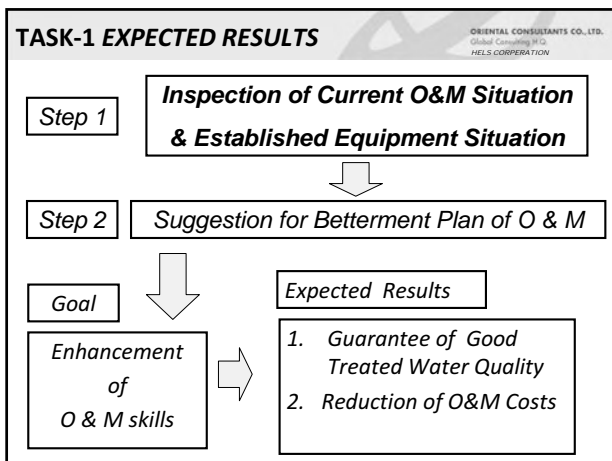 TASK-1 EXPECTED RESULTS
ORIENTAL CONSULTANTS CO., LTD.
Global Consulting H.Q.
HELS CORPERATION
Step 1
Inspection of Current O&M Situation
& Established Equipment Situation
Step 2
Suggestion for Betterment Plan of O & M
Goal
Enhancement
of
O & M skills
Expected Results
1. Guarantee of Good
Treated Water Quality
2. Reduction of O&M Costs